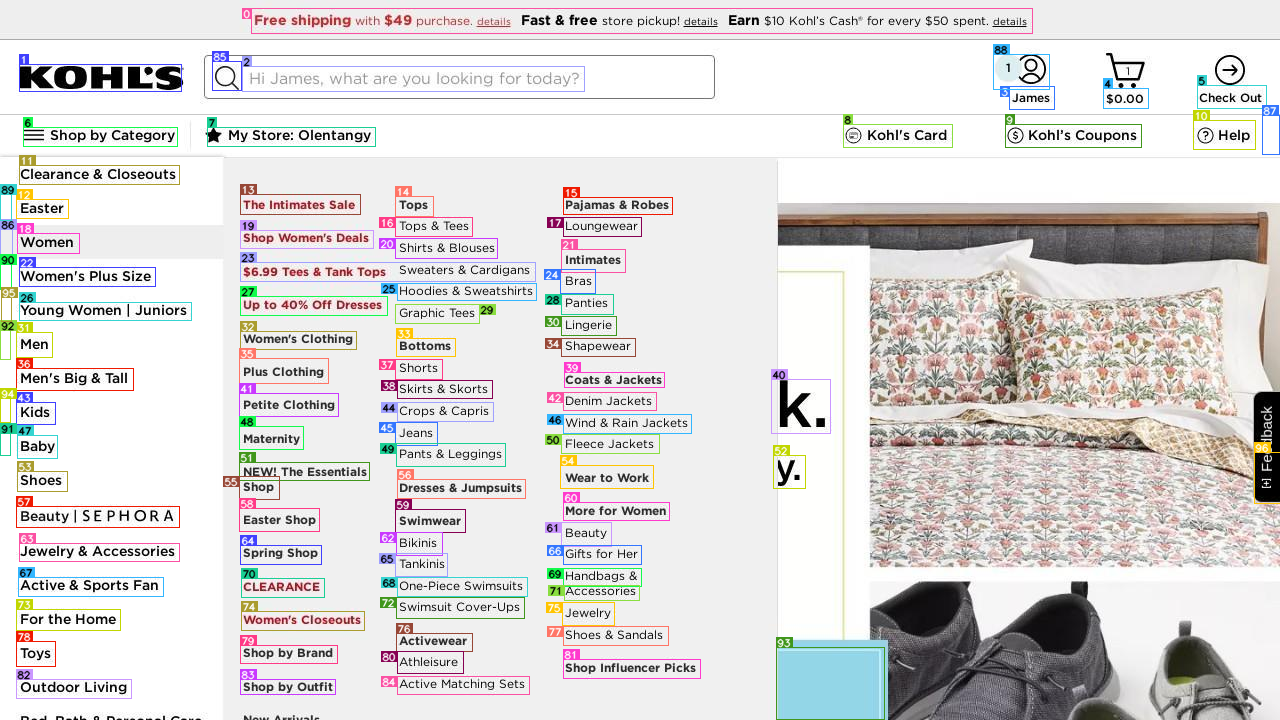 Free shipping with $49 purchase. details Fast & free store pickup! details Earn $10 Kohl's Cash® for every $50 spent. details
KOHL'S
Hi James, what are you looking for today?
1
James
1
$0.00
Check Out
Shop by Category
My Store: Olentangy
Kohl's Card
Kohl's Coupons
Help
Clearance & Closeouts
Easter
Women
Women's Plus Size
Young Women | Juniors
Men
Men's Big & Tall
Kids
Baby
Shoes
Beauty | SEPHORA
Jewelry & Accessories
Active & Sports Fan
For the Home
Toys
Outdoor Living
Bed, Bath & Personal Care
The Intimates Sale
Shop Women's Deals
$6.99 Tees & Tank Tops
Up to 40% Off Dresses
Women's Clothing
Plus Clothing
Petite Clothing
Maternity
NEW! The Essentials
Shop
Easter Shop
Spring Shop
CLEARANCE
Women's Closeouts
Shop by Brand
Shop by Outfit
New Arrivals
Tops
Tops & Tees
Shirts & Blouses
Sweaters & Cardigans
Hoodies & Sweatshirts
Graphic Tees
Bottoms
Shorts
Skirts & Skorts
Crops & Capris
Jeans
Pants & Leggings
Dresses & Jumpsuits
Swimwear
Bikinis
Tankinis
One-Piece Swimsuits
Swimsuit Cover-Ups
Activewear
Athleisure
Active Matching Sets
Pajamas & Robes
Loungewear
Intimates
Bras
Panties
Lingerie
Shapewear
Coats & Jackets
Denim Jackets
Wind & Rain Jackets
Fleece Jackets
Wear to Work
More for Women
Beauty
Gifts for Her
Handbags &
Accessories
Jewelry
Shoes & Sandals
Shop Influencer Picks
k.
y.
[+] Feedback
0
1
2
3
4
5
6
7
8
9
10
11
12
13
14
15
16
17
18
19
20
21
22
23
24
25
26
27
28
29
30
31
32
33
34
35
36
37
38
39
40
41
42
43
44
45
46
47
48
49
50
51
52
53
54
55
56
57
58
59
60
61
62
63
64
65
66
67
68
69
70
71
72
73
74
75
76
77
78
79
80
81
82
83
84
85
86
87
88
89
90
91
92
93
94
95
96